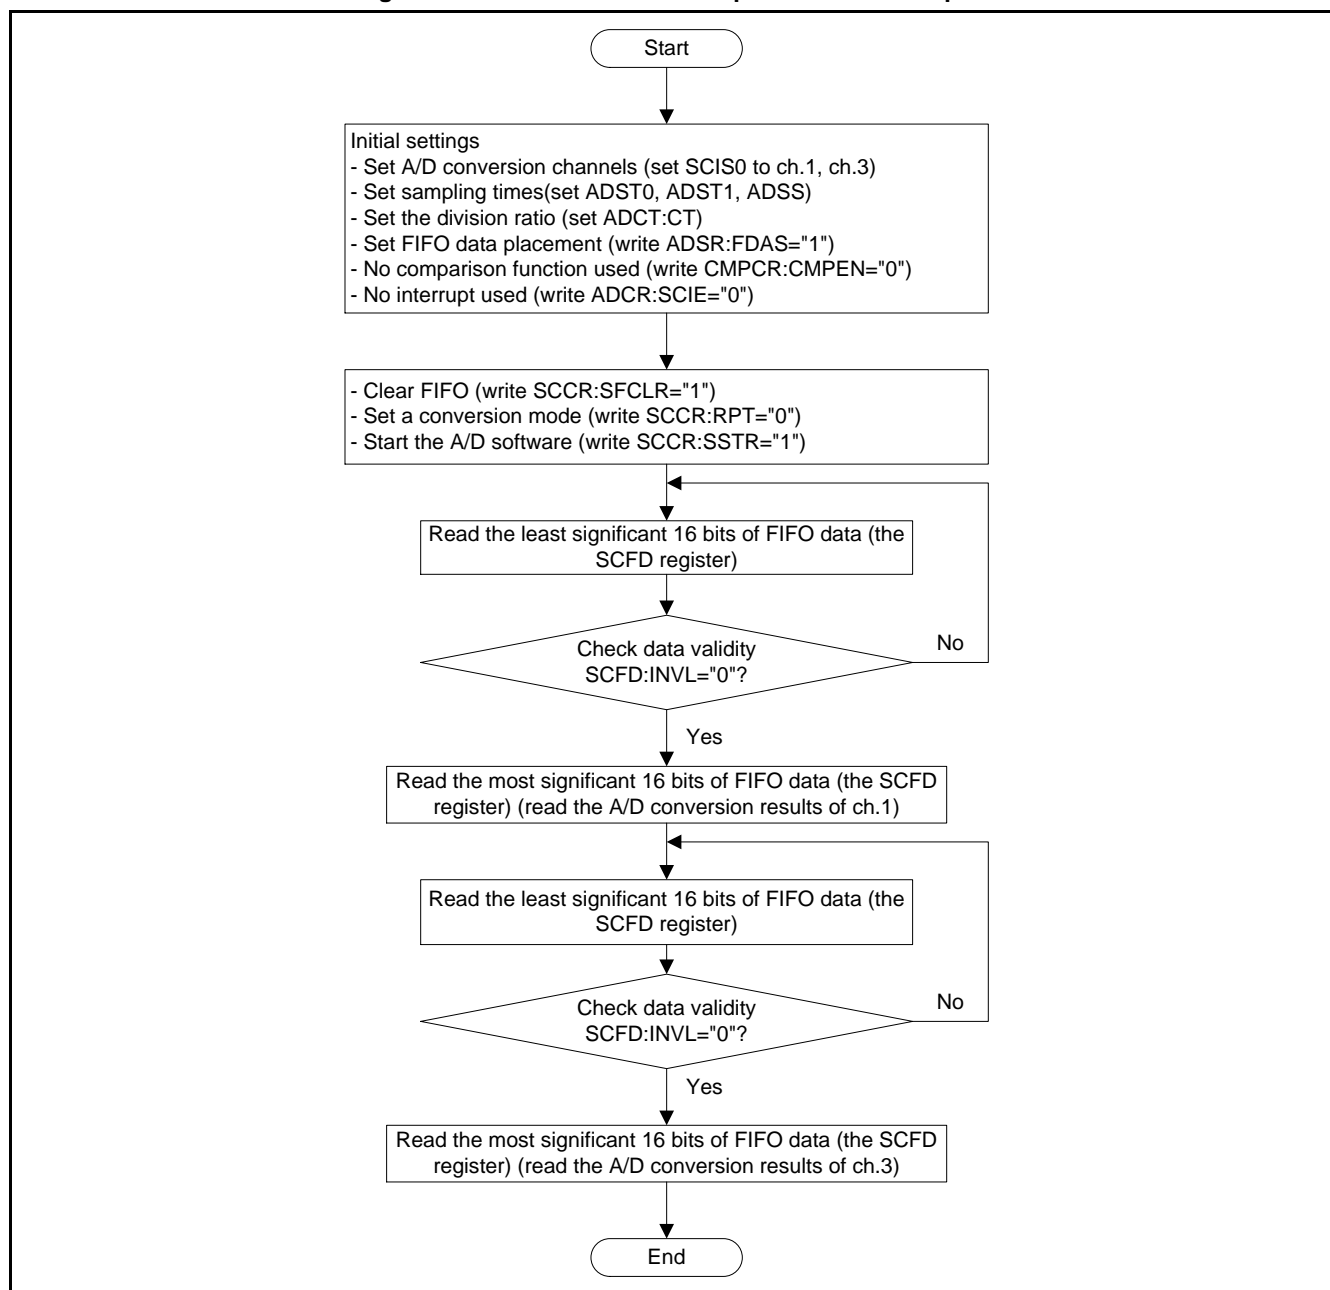 Start
Initial settings
- Set A/D conversion channels (set SCIS0 to ch.1, ch.3)
- Set sampling times(set ADST0, ADST1, ADSS)
- Set the division ratio (set ADCT:CT)
- Set FIFO data placement (write ADSR:FDAS="1")
- No comparison function used (write CMPCR:CMPEN="0")
- No interrupt used (write ADCR:SCIE="0")
- Clear FIFO (write SCCR:SFCLR="1")
- Set a conversion mode (write SCCR:RPT="0")
- Start the A/D software (write SCCR:SSTR="1")
Read the least significant 16 bits of FIFO data (the
SCFD register)
Check data validity
SCFD:INVL="0"?
No
Yes
Read the most significant 16 bits of FIFO data (the SCFD
register) (read the A/D conversion results of ch.1)
Read the least significant 16 bits of FIFO data (the
SCFD register)
Check data validity
SCFD:INVL="0"?
No
Yes
Read the most significant 16 bits of FIFO data (the SCFD
register) (read the A/D conversion results of ch.3)
End